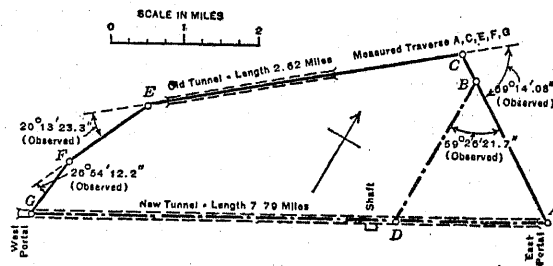 SCALE IN MILES
0 1 2
Old Tunnel - Length 2.62 Miles
Measured Traverse A, C, E, F, G
E
C
B
69° 14' .08"
(Observed)
20° 13' 23.3"
(Observed)
59° 26' 21.7"
(Observed)
F
26° 54' 12.2"
(Observed)
G
New Tunnel - Length 7 79 Miles
Shaft
D
A
West
Portal
East
Portal